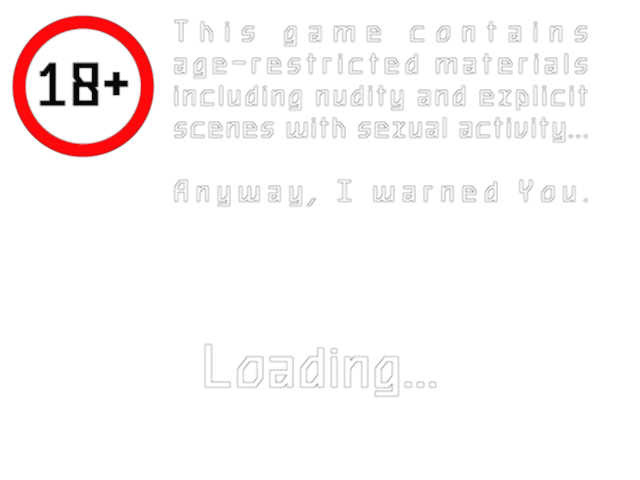 18+
This game contains
age-restricted materials
including nudity and explicit
scenes with sexual activity...
Anyway, I warned You.
Loading...